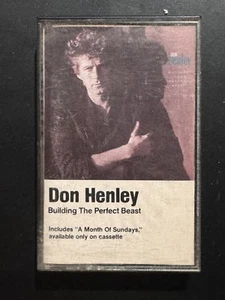 Don Henley
Building The Perfect Beast
Includes "A Month Of Sundays,"
available only on cassette